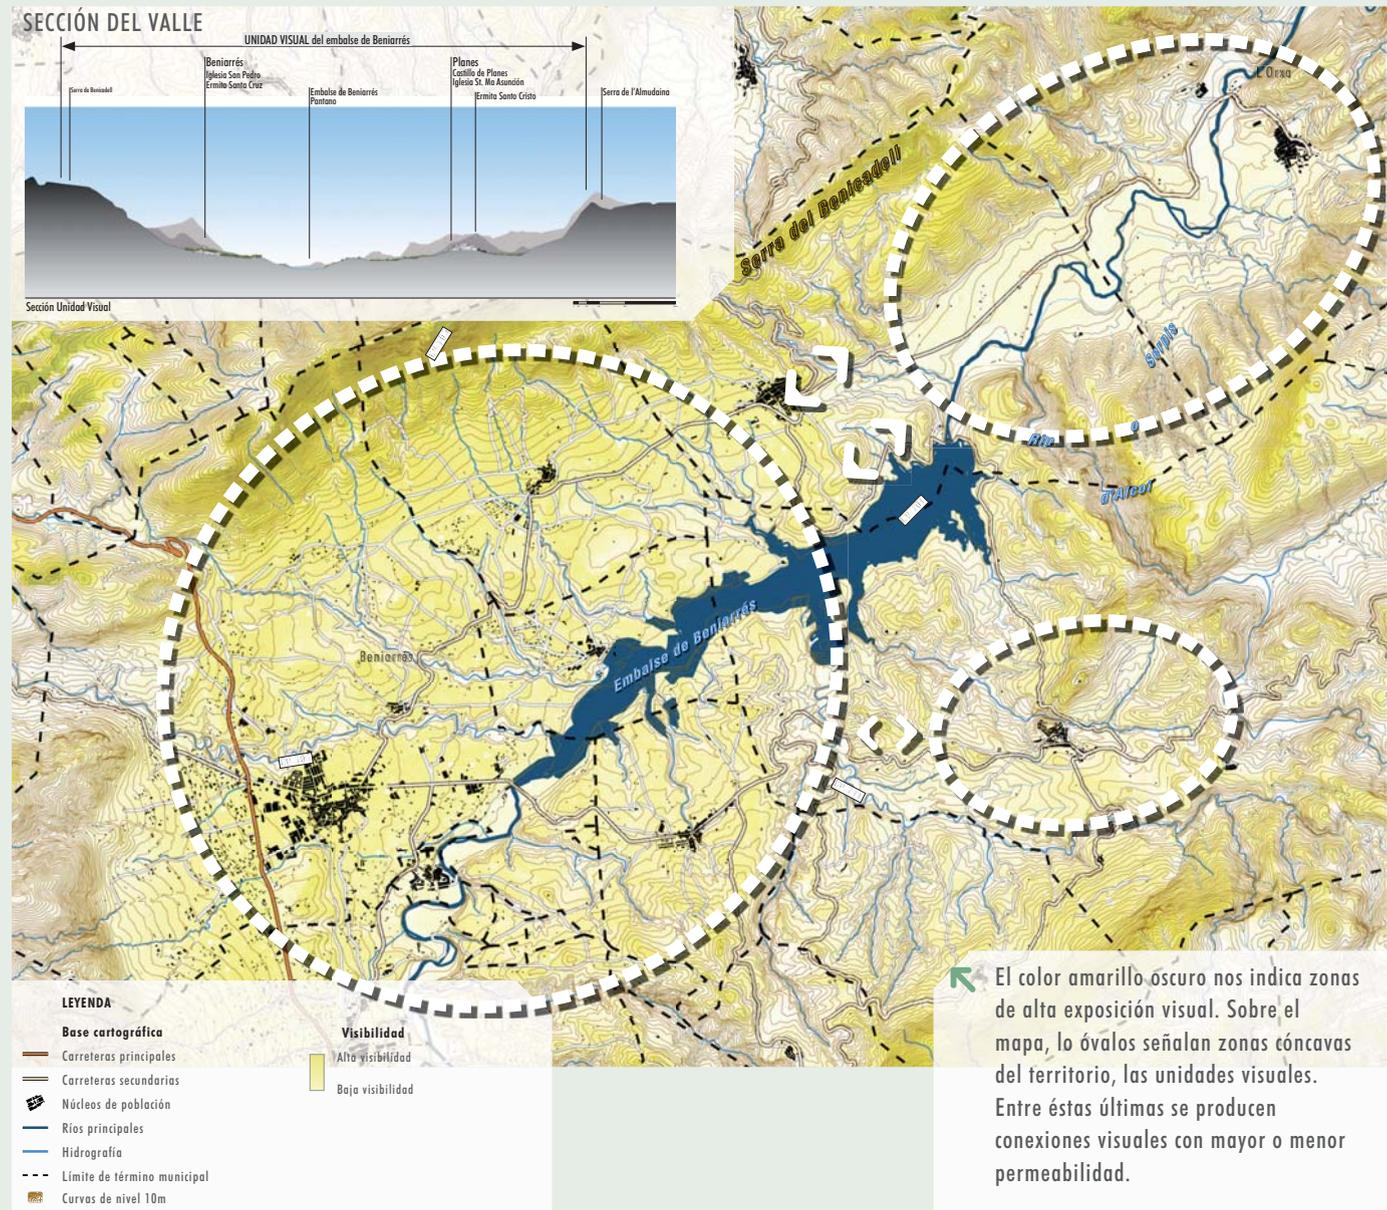 SECCIÓN DEL VALLE
UNIDAD VISUAL del embalse de Beniarrés
Serra de Benicadell
Beniarrés
Iglesia San Pedro
Ermita Santa Cruz
Embalse de Beniarrés
Pantano
Planes
Castillo de Planes
Iglesia St. Ma Asunción
Ermita Santo Cristo
Serra de l'Almudaina
Sección Unidad Visual
L'Orxa
Serra del Benicadell
Serpis
Riu
o
d'Alcoi
Embalse de Beniarrés
Beniarrés
LEYENDA
Base cartográfica
Carreteras principales
Carreteras secundarias
Núcleos de población
Ríos principales
Hidrografía
Límite de término municipal
Curvas de nivel 10m
Visibilidad
Alta visibilidad
Baja visibilidad
El color amarillo oscuro nos indica zonas
de alta exposición visual. Sobre el
mapa, lo óvalos señalan zonas cóncavas
del territorio, las unidades visuales.
Entre éstas últimas se producen
conexiones visuales con mayor o menor
permeabilidad.